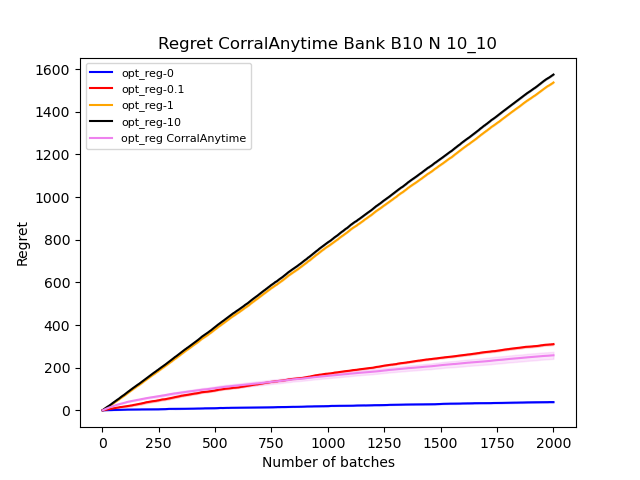 Regret CorralAnytime Bank B10 N 10_10
opt_reg-0
opt_reg-0.1
opt_reg-1
opt_reg-10
opt_reg CorralAnytime
1600
1400
1200
1000
800
600
400
200
0
Regret
0 250 500 750 1000 1250 1500 1750 2000
Number of batches